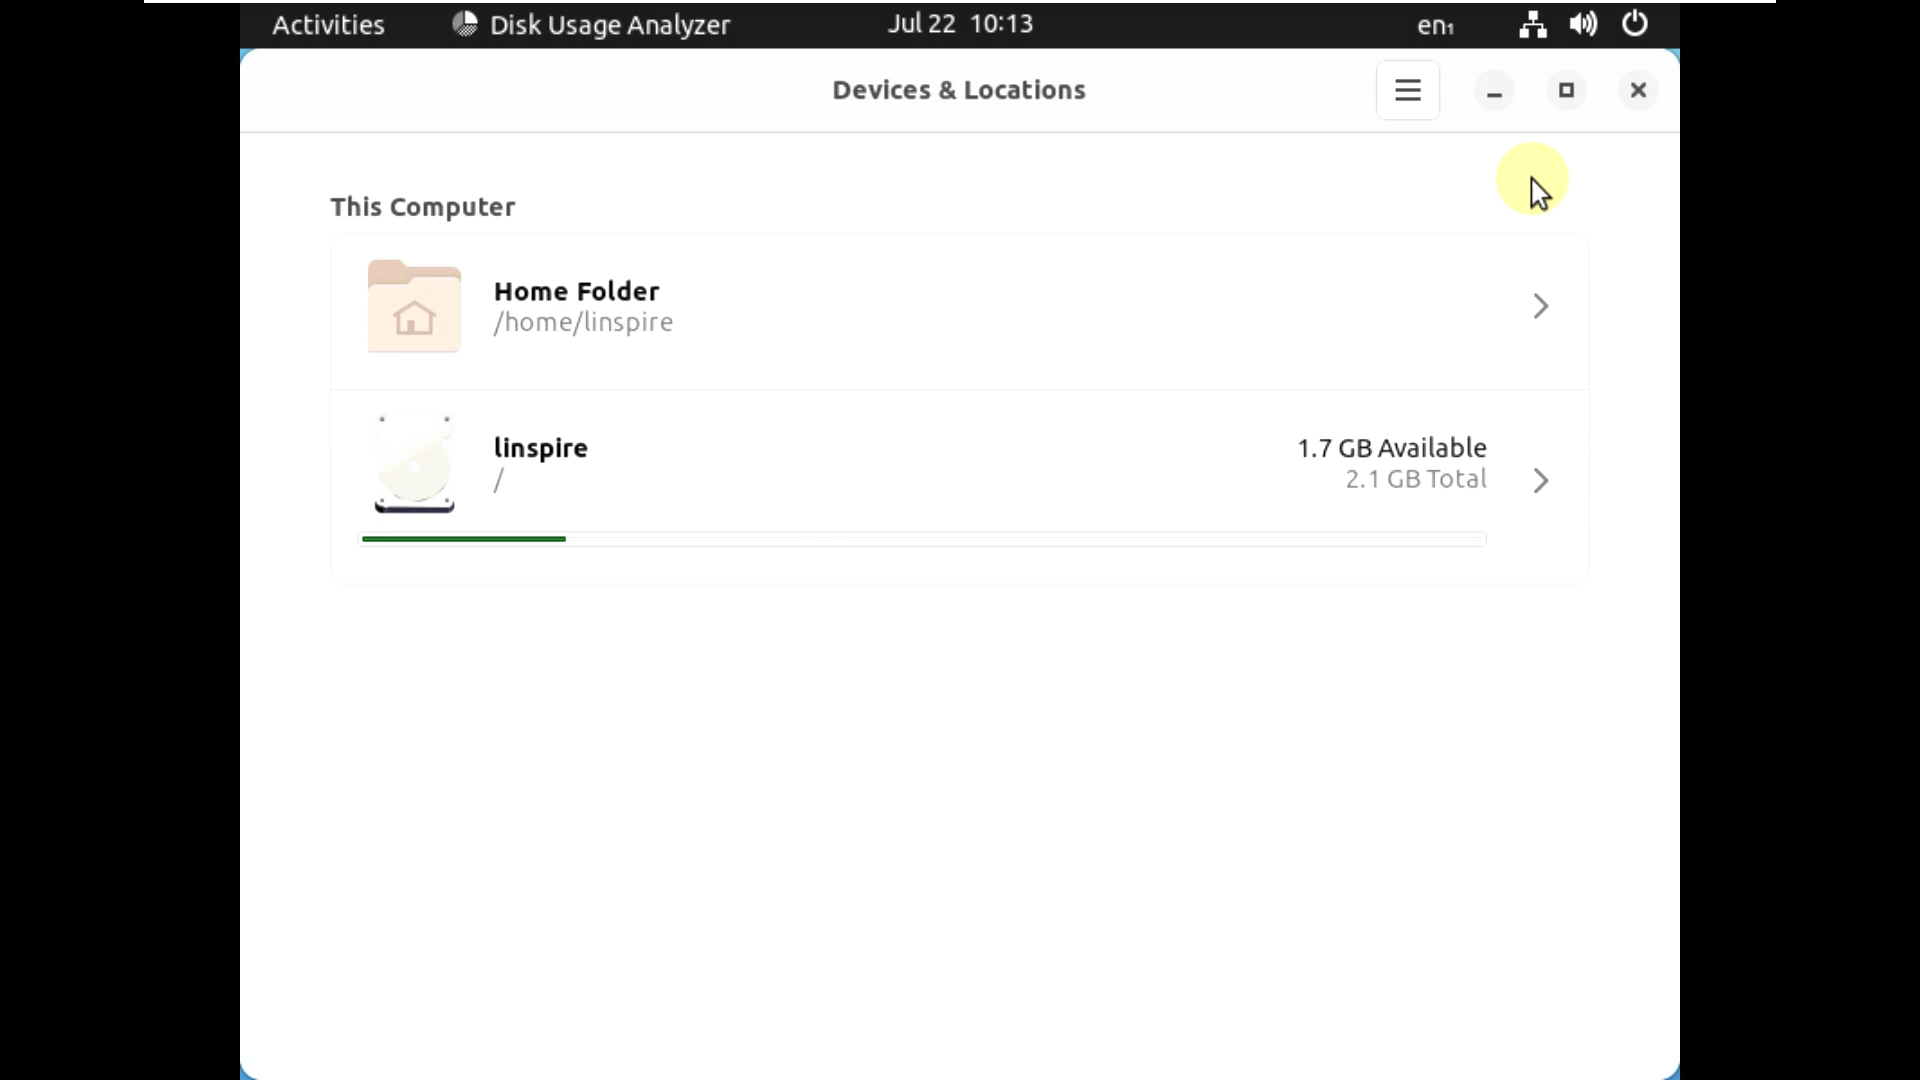 Activities Disk Usage Analyzer Jul 22 10:13 en₁
Devices & Locations
This Computer
Home Folder
/home/linspire
linspire 1.7 GB Available
/ 2.1 GB Total